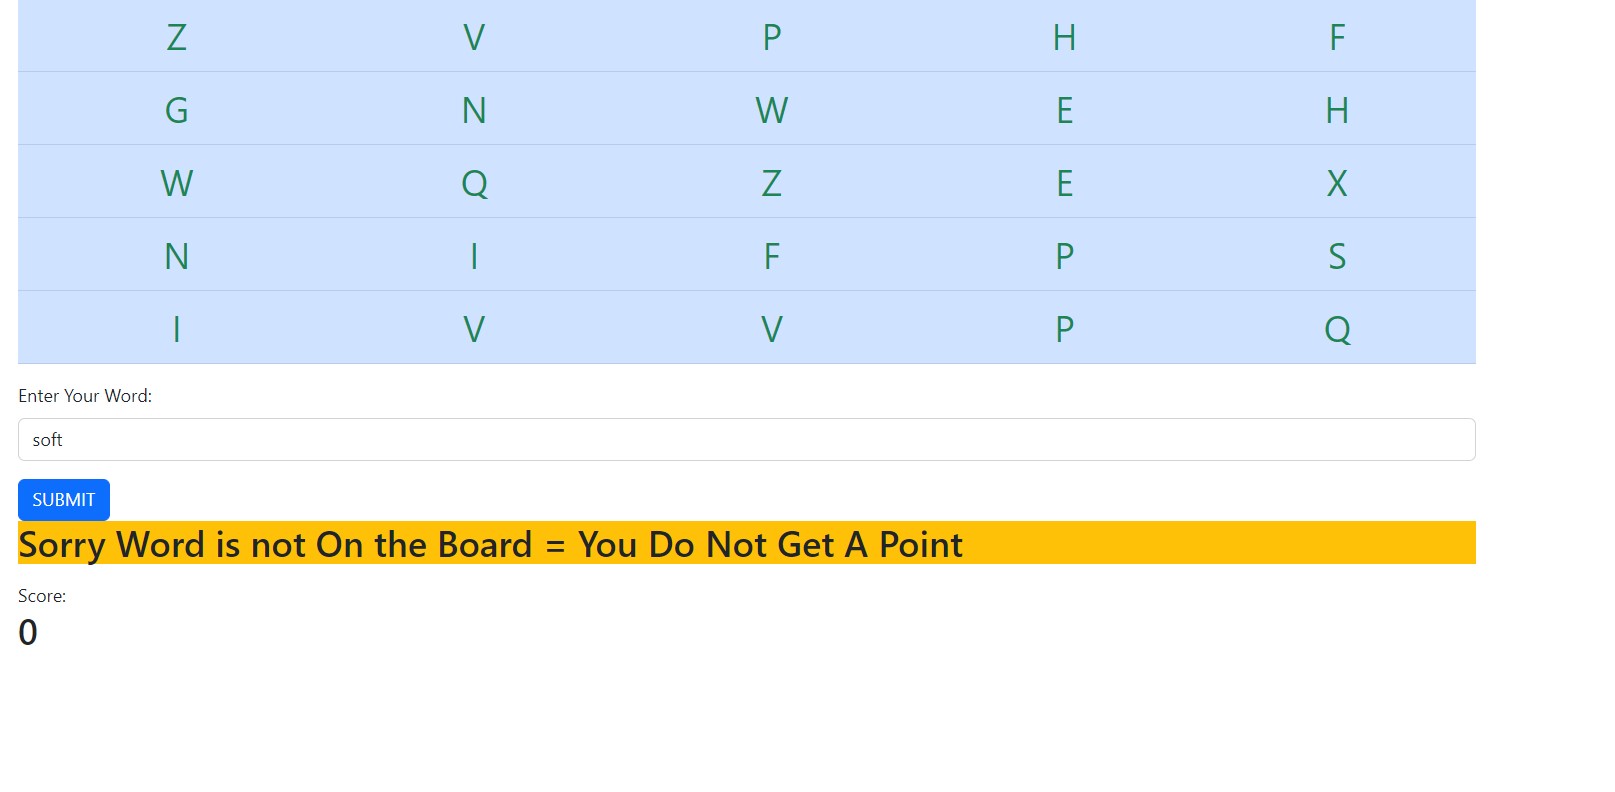 Z V P H F
G N W E H
W Q Z E X
N I F P S
I V V P Q
Enter Your Word:
soft
SUBMIT
Sorry Word is not On the Board = You Do Not Get A Point
Score:
0